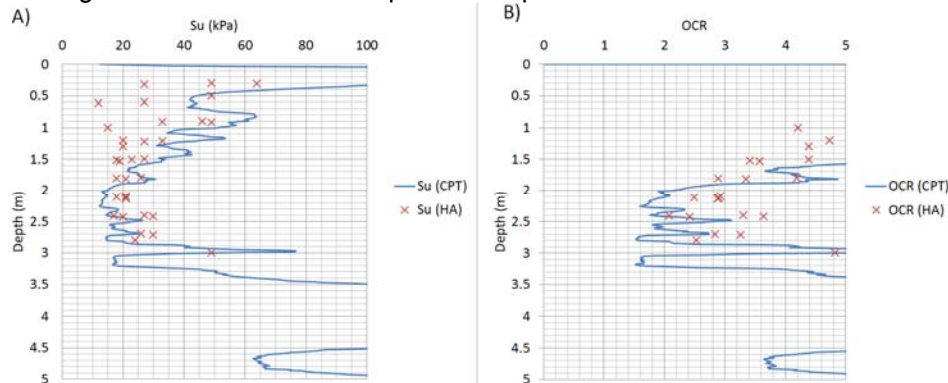 A)
Su (kPa)
0 20 40 60 80 100
0
0.5
1
1.5
2
2.5
3
3.5
4.5
5
Depth (m)
Su (CPT)
Su (HA)
B)
OCR
0 1 2 3 4 5
0
0.5
1
1.5
2
2.5
3
3.5
4.5
5
Depth (m)
OCR (CPT)
OCR (HA)